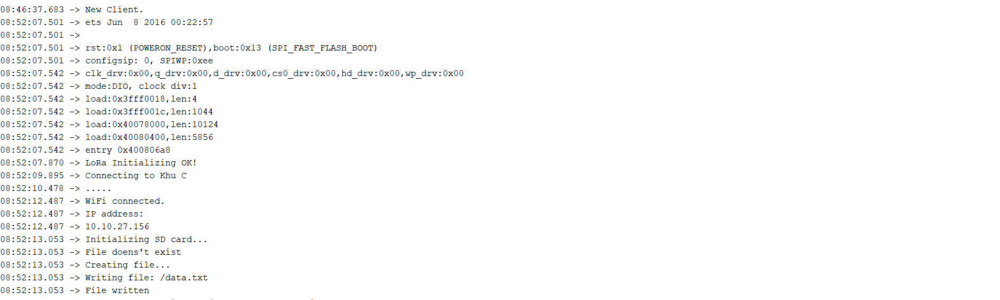 08:46:37.683 -> New Client.
08:52:07.501 -> ets Jun  8 2016 00:22:57
08:52:07.501 ->
08:52:07.501 -> rst:0x1 (POWERON_RESET),boot:0x13 (SPI_FAST_FLASH_BOOT)
08:52:07.501 -> configsip: 0, SPIWP:0xee
08:52:07.542 -> clk_drv:0x00,q_drv:0x00,d_drv:0x00,cs0_drv:0x00,hd_drv:0x00,wp_drv:0x00
08:52:07.542 -> mode:DIO, clock div:1
08:52:07.542 -> load:0x3fff0018,len:4
08:52:07.542 -> load:0x3fff001c,len:1044
08:52:07.542 -> load:0x40078000,len:10124
08:52:07.542 -> load:0x40080400,len:5856
08:52:07.542 -> entry 0x400806a8
08:52:07.870 -> LoRa Initializing OK!
08:52:09.895 -> Connecting to Khu C
08:52:10.478 -> .....
08:52:12.487 -> WiFi connected.
08:52:12.487 -> IP address:
08:52:12.487 -> 10.10.27.156
08:52:13.053 -> Initializing SD card...
08:52:13.053 -> File doens't exist
08:52:13.053 -> Creating file...
08:52:13.053 -> Writing file: /data.txt
08:52:13.053 -> File written